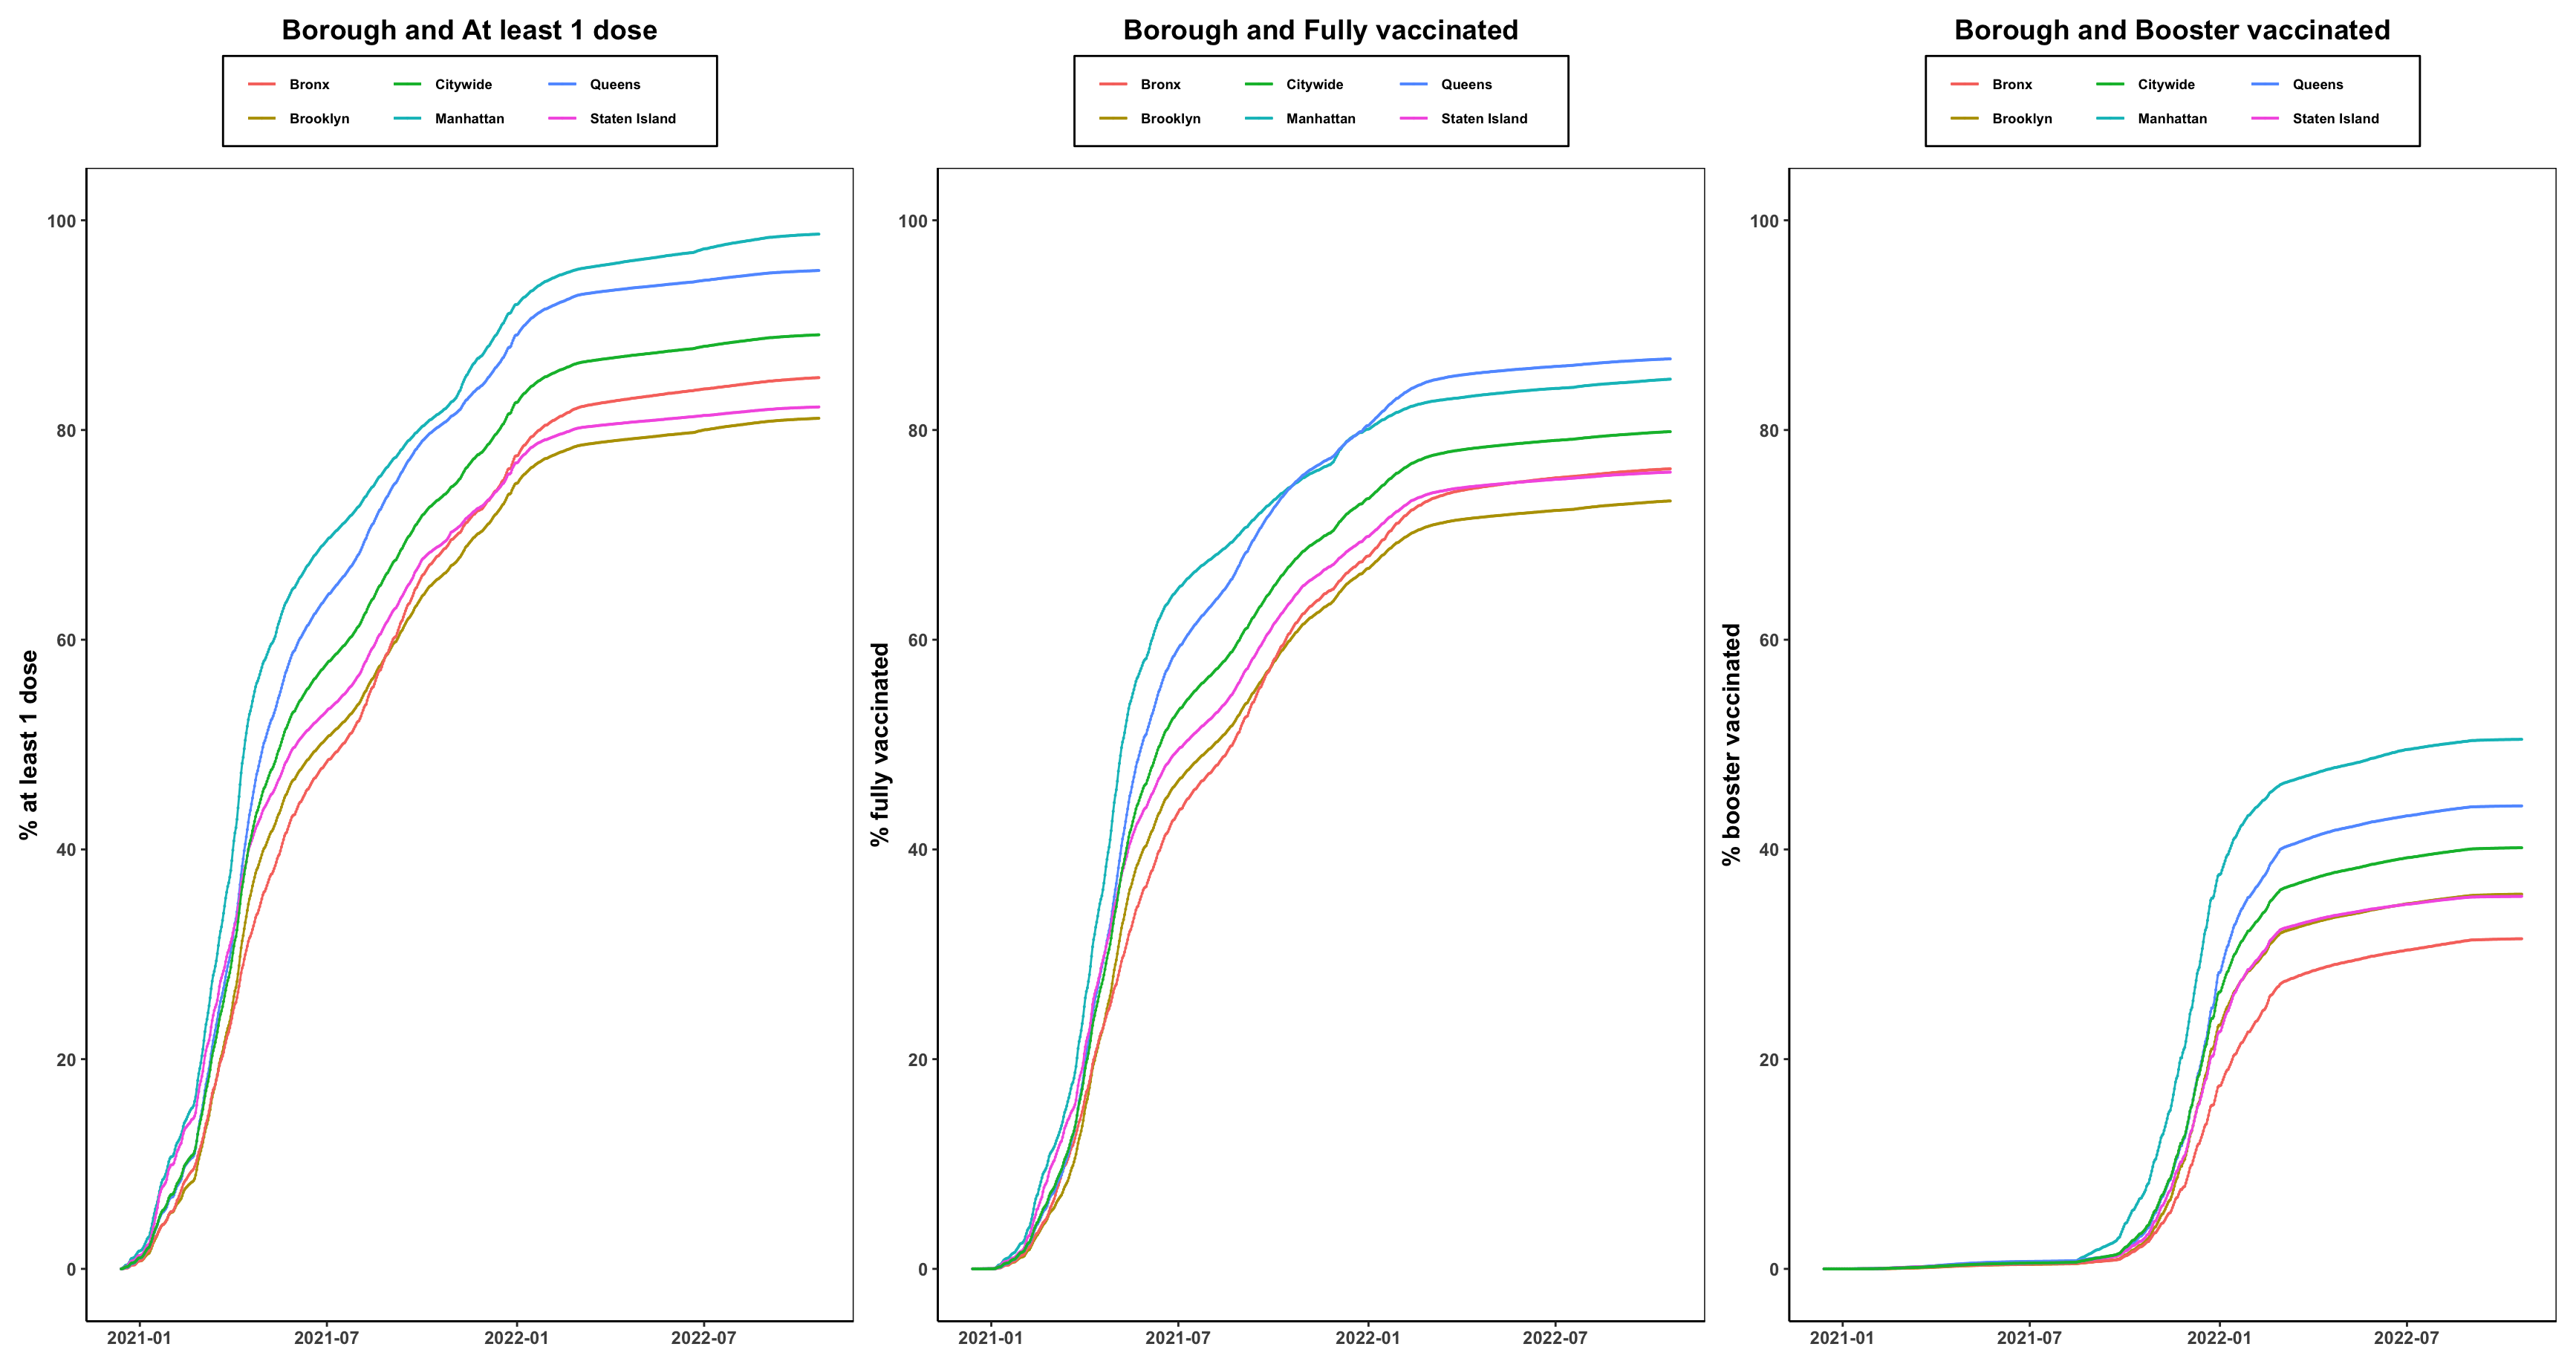 Borough and At least 1 dose
Bronx Citywide Queens
Brooklyn Manhattan Staten Island
% at least 1 dose
100
80
60
40
20
0
2021-01 2021-07 2022-01 2022-07
Borough and Fully vaccinated
Bronx Citywide Queens
Brooklyn Manhattan Staten Island
% fully vaccinated
100
80
60
40
20
0
2021-01 2021-07 2022-01 2022-07
Borough and Booster vaccinated
Bronx Citywide Queens
Brooklyn Manhattan Staten Island
% booster vaccinated
100
80
60
40
20
0
2021-01 2021-07 2022-01 2022-07